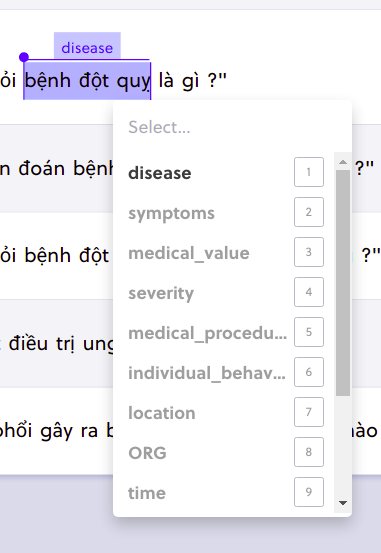 disease
ỏi bệnh đột quỵ là gì ?"
Select...
n đoán bệnh ?"
disease 1
symptoms 2
medical_value 3
ỏi bệnh đột ?"
severity 4
medical_procedu... 5
điều trị ung
individual_behav... 6
location 7
phổi gây ra b nào
ORG 8
time 9